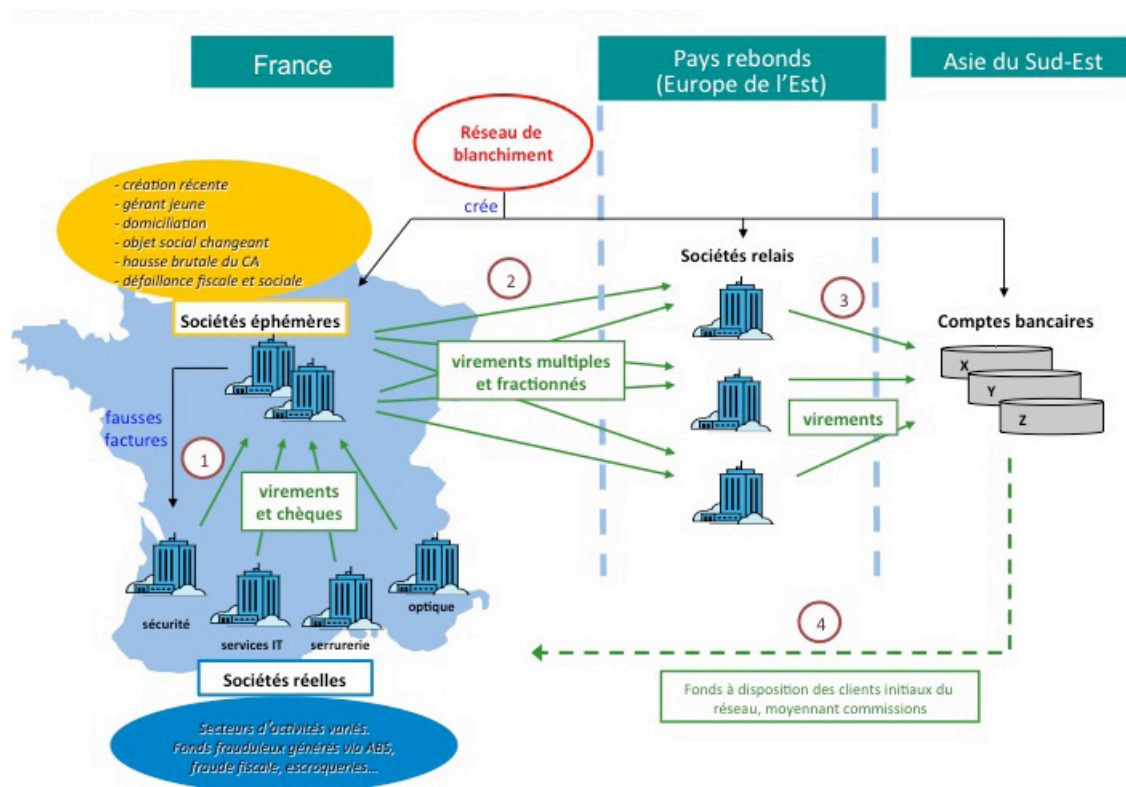 France
Pays rebonds
(Europe de l'Est)
Asie du Sud-Est
Réseau de
blanchiment
crée
- création récente
- gérant jeune
- domiciliation
- objet social changeant
- hausse brutale du CA
- défaillance fiscale et sociale
Sociétés éphémères
2
Sociétés relais
3
Comptes bancaires
virements multiples
et fractionnés
X
Y
Z
fausses
factures
1
virements
virements
et chèques
sécurité
services IT
serrurerie
optique
4
Sociétés réelles
Fonds à disposition des clients initiaux du
réseau, moyennant commissions
Secteurs d'activités variés.
Fonds frauduleux générés via ABS,
fraude fiscale, escroqueries...